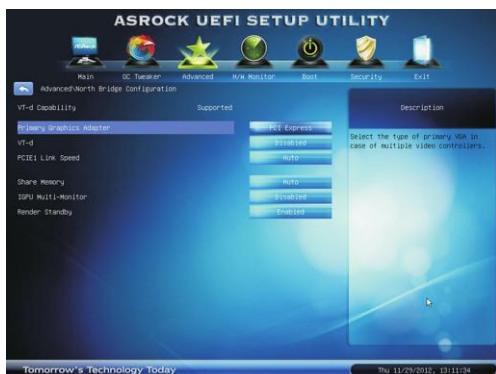 ASROCK UEFI SETUP UTILITY
Main OC Tweaker Advanced H/W Monitor Boot Security Exit
Advanced\North Bridge Configuration
VT-d Capability Supported
Primary Graphics Adapter PCI Express
VT-d Disabled
PCIE1 Link Speed Auto
Share Memory Auto
IGPU Multi-Monitor Disabled
Render Standby Enabled
Description
Select the type of primary VGA in
case of multiple video controllers.
Tomorrow's Technology Today
Thu 11/29/2012, 13:11:34